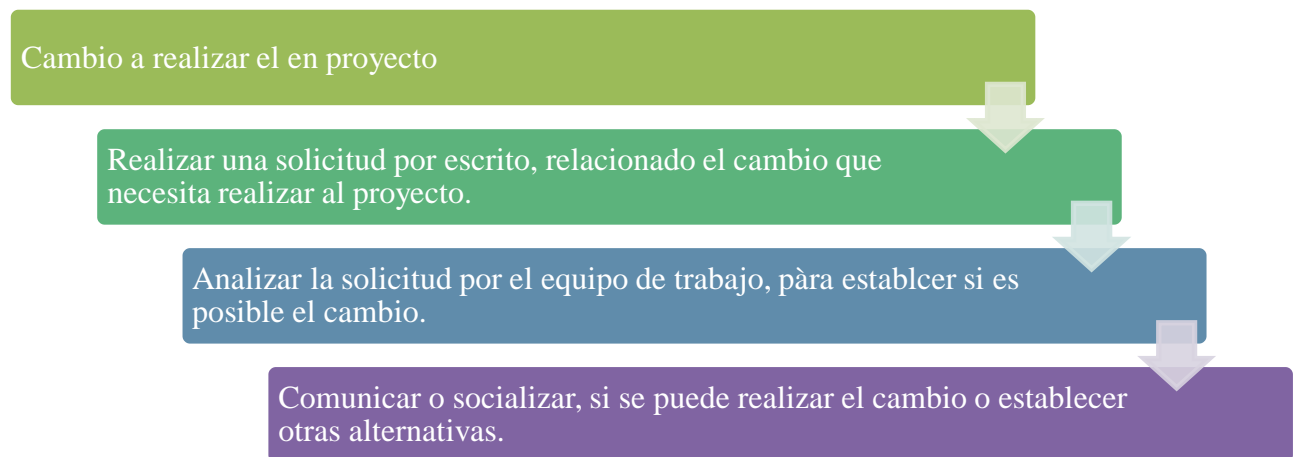 Cambio a realizar el en proyecto
Realizar una solicitud por escrito, relacionado el cambio que
necesita realizar al proyecto.
Analizar la solicitud por el equipo de trabajo, pàra establcer si es
posible el cambio.
Comunicar o socializar, si se puede realizar el cambio o establecer
otras alternativas.